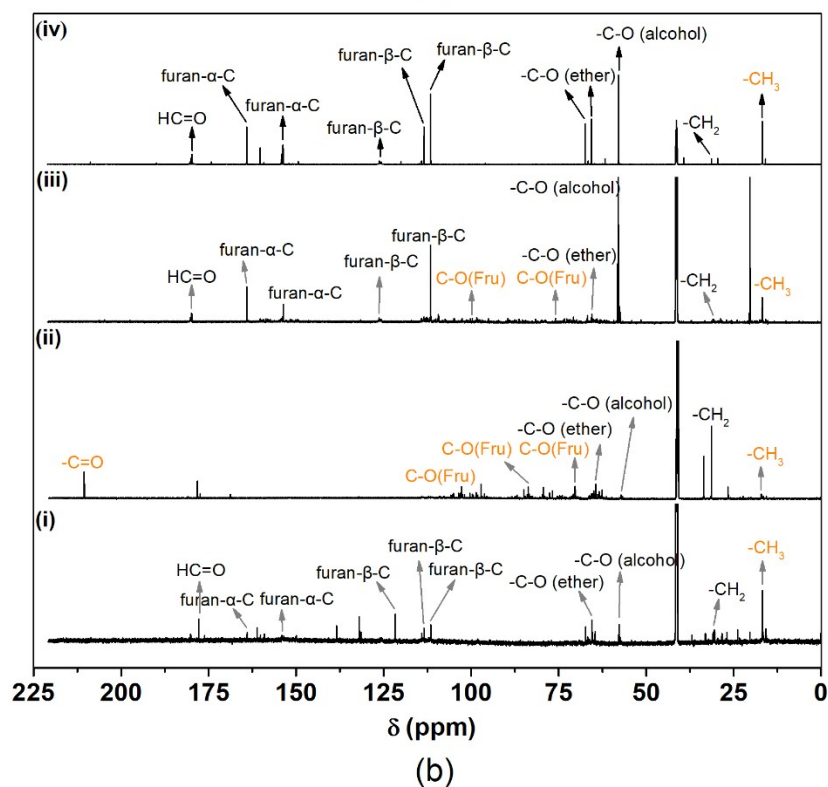 (iv)
-C-O (alcohol)
furan-β-C
furan-β-C
furan-α-C
-C-O (ether)
-CH₃
furan-α-C
HC=O
furan-β-C
-CH₂
(iii)
-C-O (alcohol)
furan-β-C
furan-α-C
-C-O (ether)
furan-β-C
HC=O
C-O(Fru)
C-O(Fru)
-CH₂
-CH₃
furan-α-C
(ii)
-C-O (alcohol)
-CH₂
-C-O (ether)
C-O(Fru)
C-O(Fru)
-CH₃
-C=O
C-O(Fru)
(i)
furan-β-C
-C-O (alcohol)
-CH₃
HC=O
furan-β-C
furan-β-C
-C-O (ether)
-CH₂
furan-α-C
furan-α-C
225 200 175 150 125 100 75 50 25 0
δ (ppm)
(b)